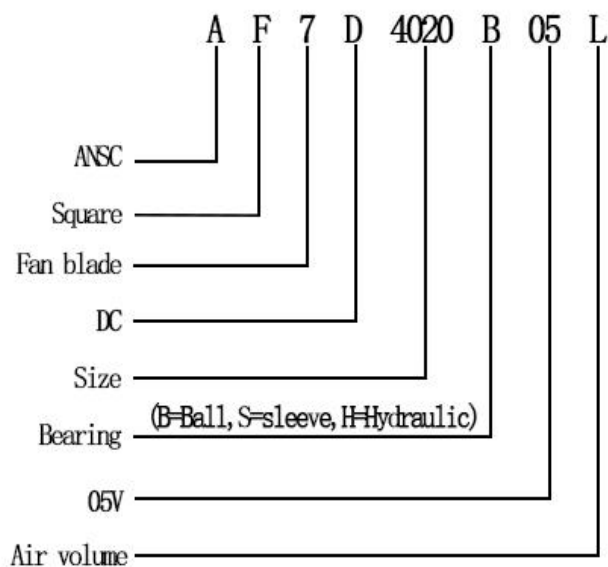 A F 7 D 4020 B 05 L
ANSC
Square
Fan blade
DC
Size
(B=Ball, S=sleeve, H=Hydraulic)
Bearing
05V
Air volume